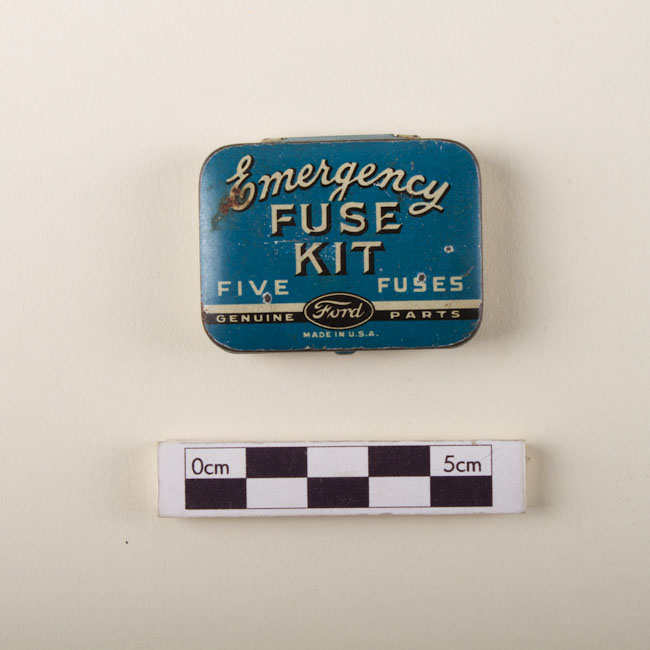 Emergency
FUSE
KIT
FIVE FUSES
GENUINE Ford PARTS
MADE IN U.S.A.
0cm 5cm